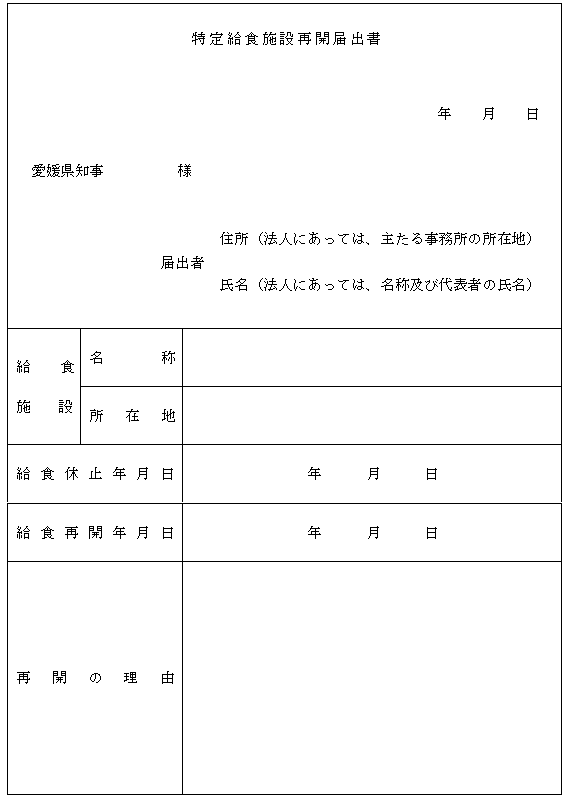 特定給食施設再開届出書
年　月　日
愛媛県知事　　　様
住所（法人にあっては、主たる事務所の所在地）
届出者
氏名（法人にあっては、名称及び代表者の氏名）
給食施設
名称
所在地
給食休止年月日　年　月　日
給食再開年月日　年　月　日
再開の理由